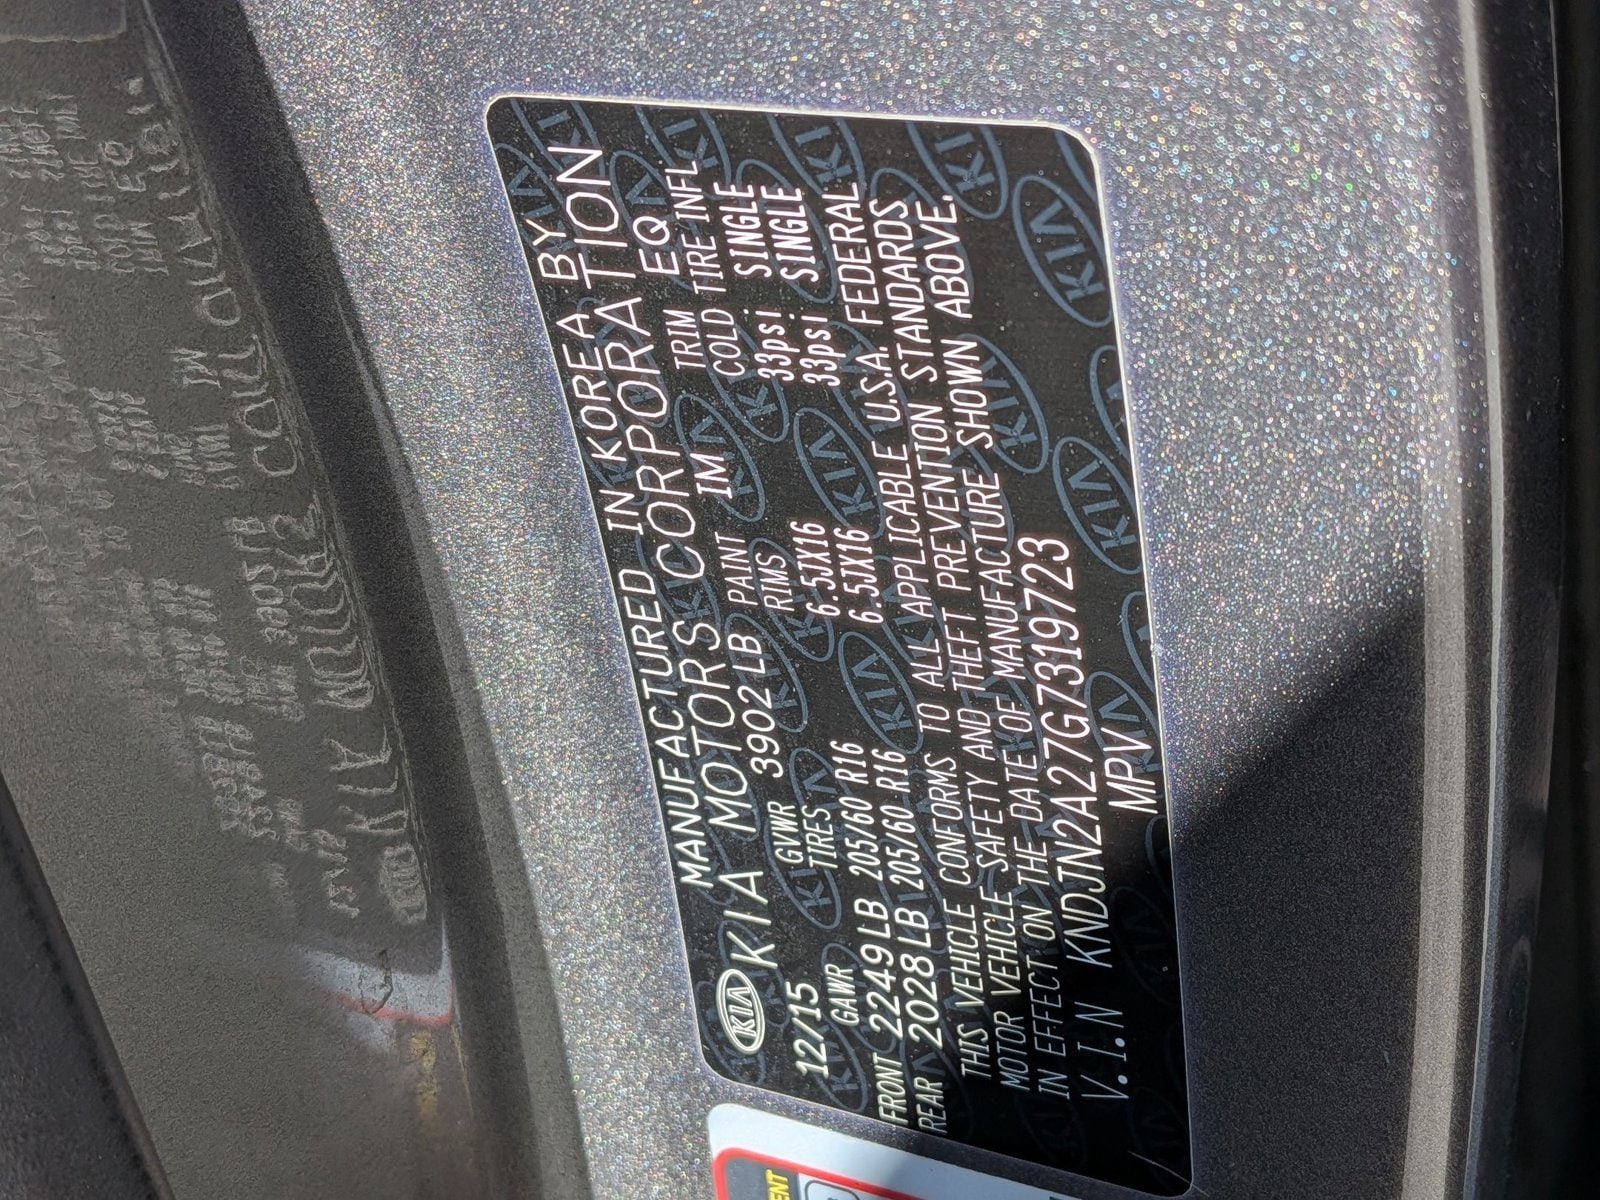 MANUFACTURED IN KOREA BY
KIA KIA MOTORS CORPORATION
12/15 GVWR 3902LB PAINT IM TRIM EQ
GAWR TIRES RIMS COLD TIRE INFL
FRONT 2249LB 205/60 R16 6.5JX16 33psi SINGLE
REAR 2028LB 205/60 R16 6.5JX16 33psi SINGLE
THIS VEHICLE CONFORMS TO ALL APPLICABLE U.S.A. FEDERAL
MOTOR VEHICLE SAFETY AND THEFT PREVENTION STANDARDS
IN EFFECT ON THE DATE OF MANUFACTURE SHOWN ABOVE.
V.I.N KNDJN2A27G7319723
MPV